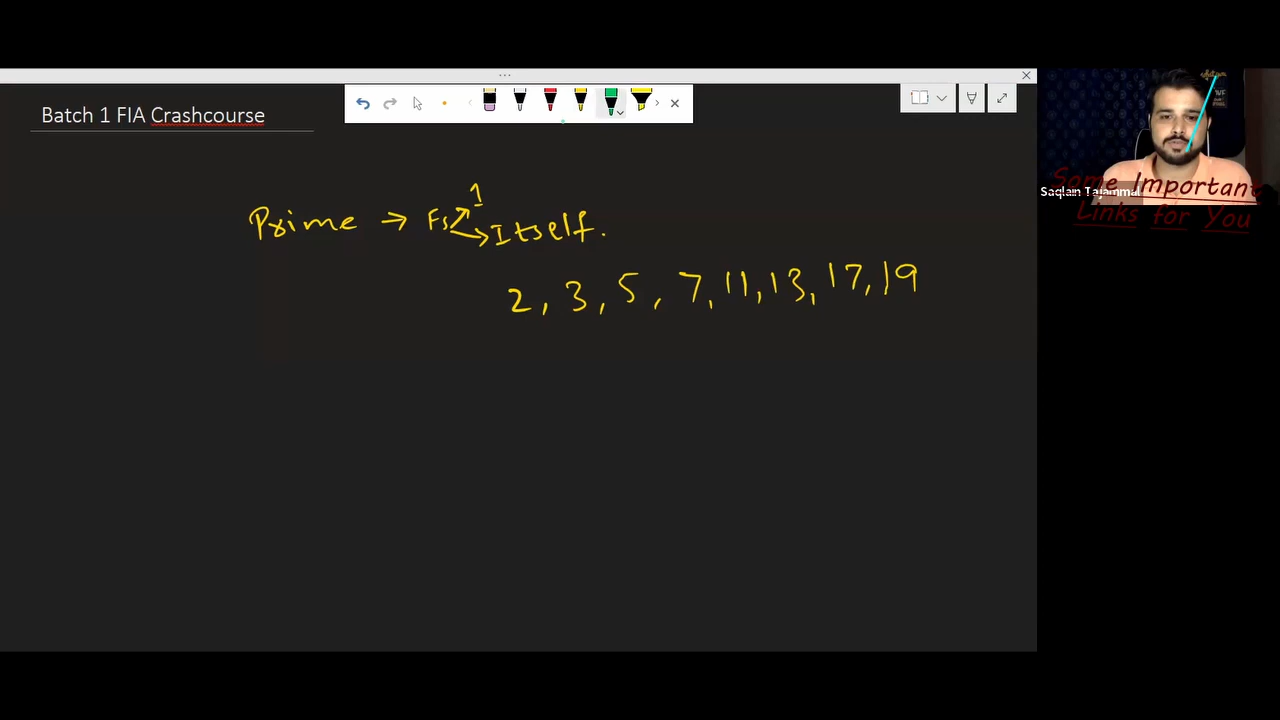 Batch 1 FIA Crashcourse
Prime → Fs 1
Itself.
2, 3, 5, 7, 11, 13, 17, 19
Saqlain Tajammal
Some Important
Links for You